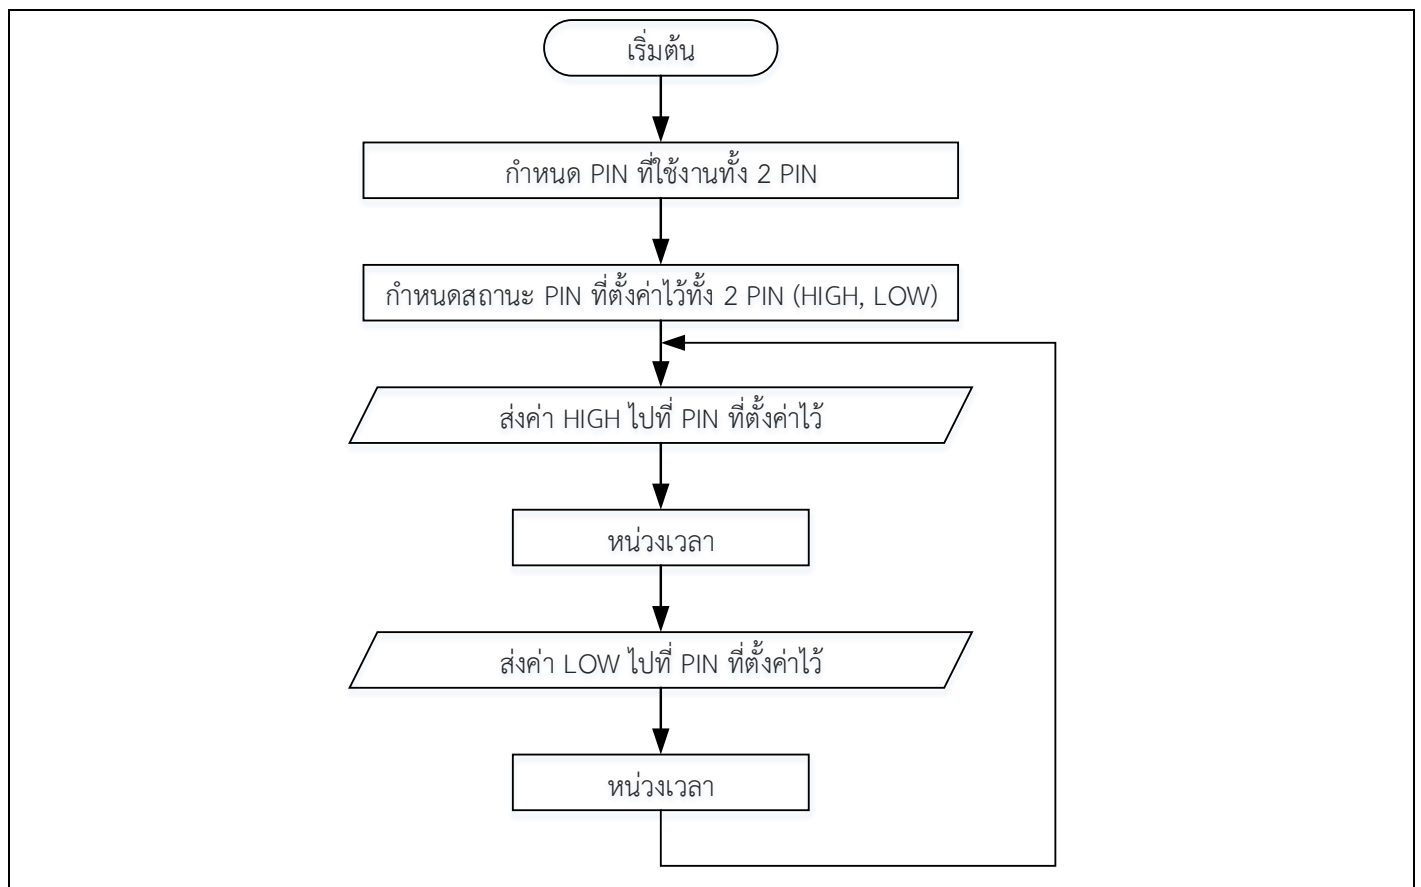 เริ่มต้น
กำหนด PIN ที่ใช้งานทั้ง 2 PIN
กำหนดสถานะ PIN ที่ตั้งค่าไว้ทั้ง 2 PIN (HIGH, LOW)
ส่งค่า HIGH ไปที่ PIN ที่ตั้งค่าไว้
หน่วงเวลา
ส่งค่า LOW ไปที่ PIN ที่ตั้งค่าไว้
หน่วงเวลา